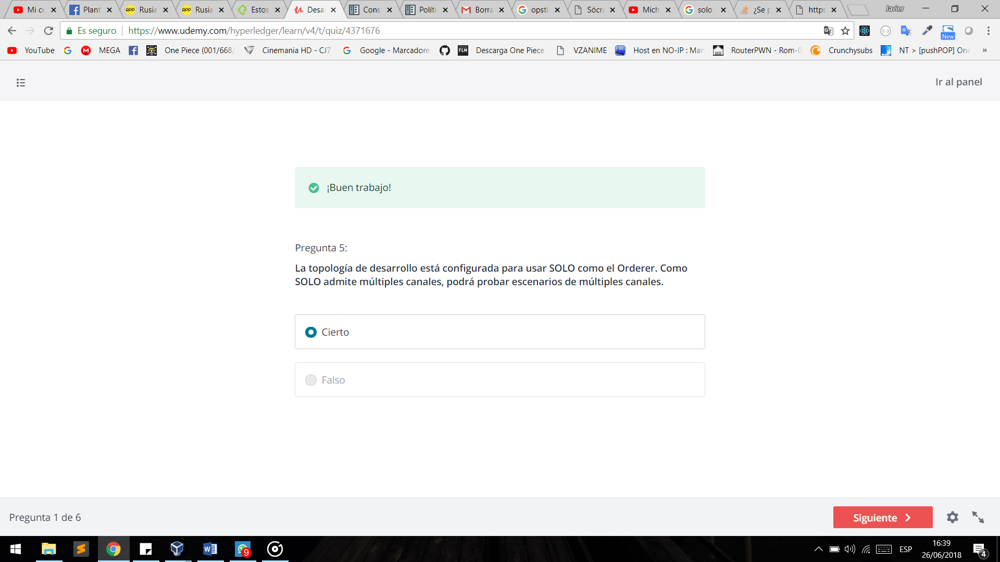 Mi cu
Plant
Rusia
Rusia
Estos
Desa
Cons
Políti
Borra
opsti
Sócra
Mich
solo
¿Se p
https
Javier
Es seguro
https://www.udemy.com/hyperledger/learn/v4/t/quiz/4371676
New
YouTube
MEGA
One Piece (001/668/
Cinemania HD - CJ7
Google - Marcadore
FLN
Descarga One Piece
VZANIME
Host en NO-IP : Man
RouterPWN - Rom-0
Crunchysubs
NT > [pushPOP] One
»
Ir al panel
¡Buen trabajo!
Pregunta 5:
La topología de desarrollo está configurada para usar SOLO como el Orderer. Como
SOLO admite múltiples canales, podrá probar escenarios de múltiples canales.
Cierto
Falso
Pregunta 1 de 6
Siguiente
9
ESP
16:39
26/06/2018
4